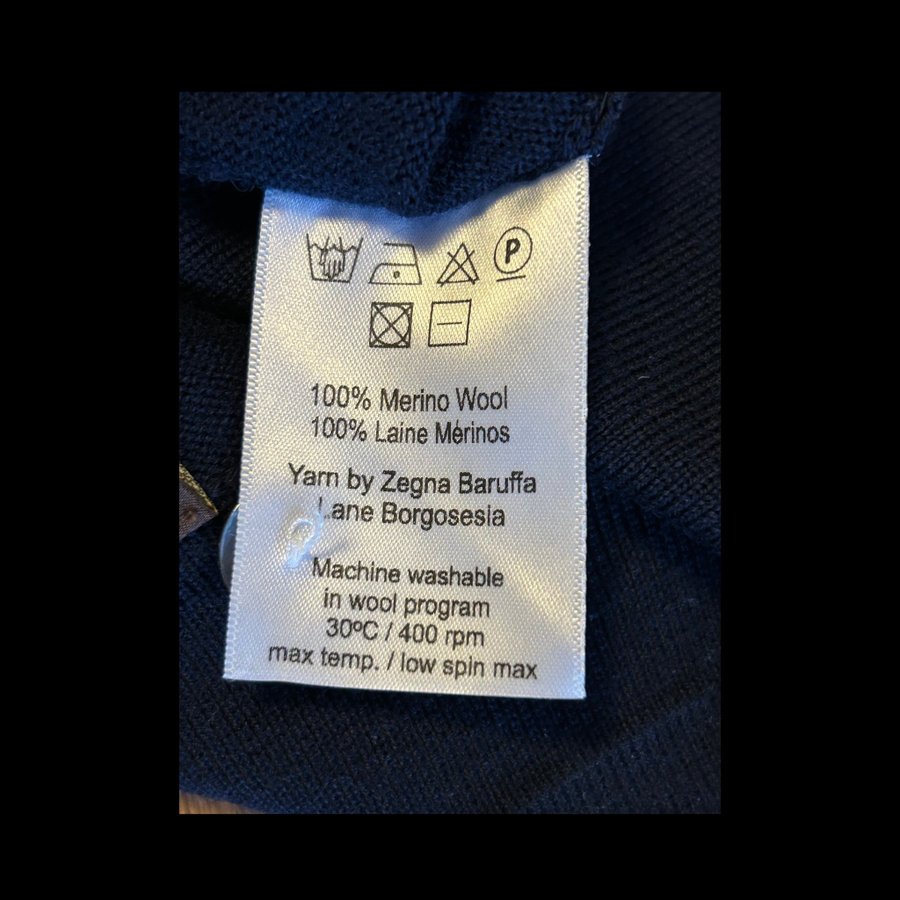 P
100% Merino Wool
100% Laine Mérinos
Yarn by Zegna Baruffa
Lane Borgosesia
Machine washable
in wool program
30ºC / 400 rpm
max temp. / low spin max